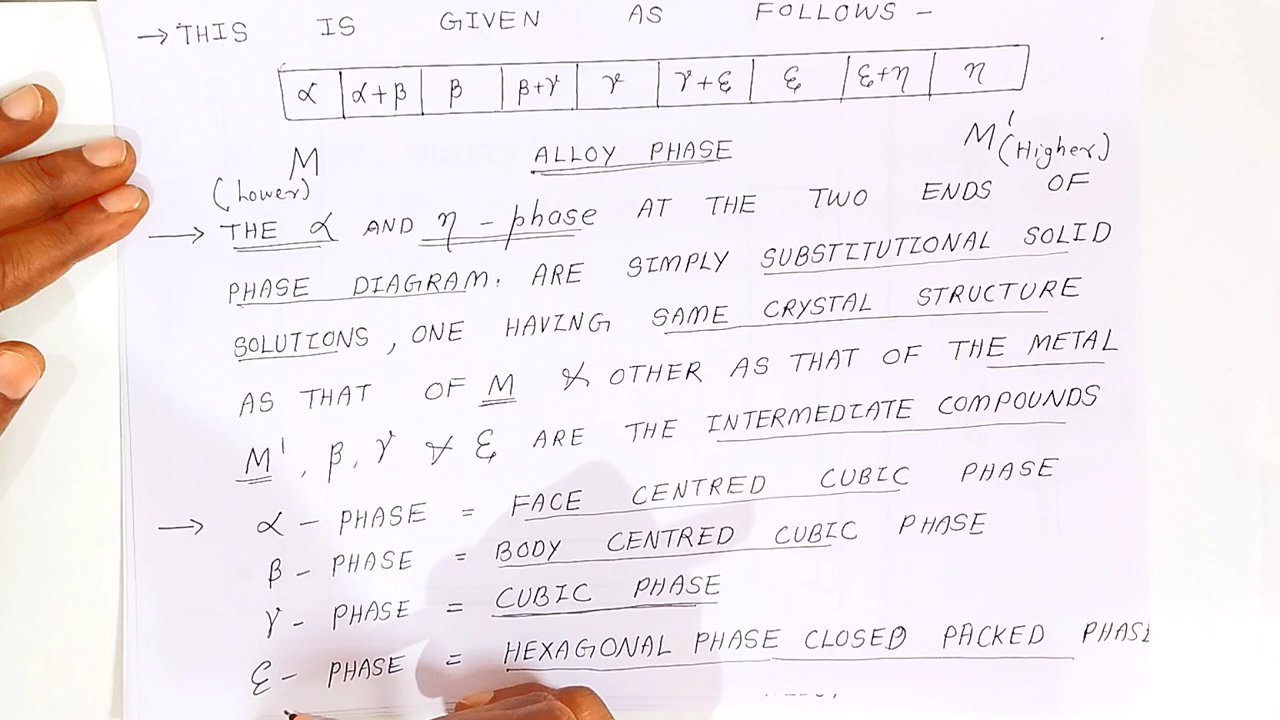 → THIS IS GIVEN AS FOLLOWS –
α | α+β | β | β+γ | γ | γ+ε | ε | ε+η | η
M (Lower) ALLOY PHASE M' (Higher)
→ THE α AND η – phase AT THE TWO ENDS OF
PHASE DIAGRAM. ARE SIMPLY SUBSTITUTIONAL SOLID
SOLUTIONS, ONE HAVING SAME CRYSTAL STRUCTURE
AS THAT OF M & OTHER AS THAT OF THE METAL
M', β, γ & ε ARE THE INTERMEDIATE COMPOUNDS
→ α – PHASE = FACE CENTRED CUBIC PHASE
β – PHASE = BODY CENTRED CUBIC PHASE
γ – PHASE = CUBIC PHASE
ε – PHASE = HEXAGONAL PHASE CLOSED PACKED PHASE